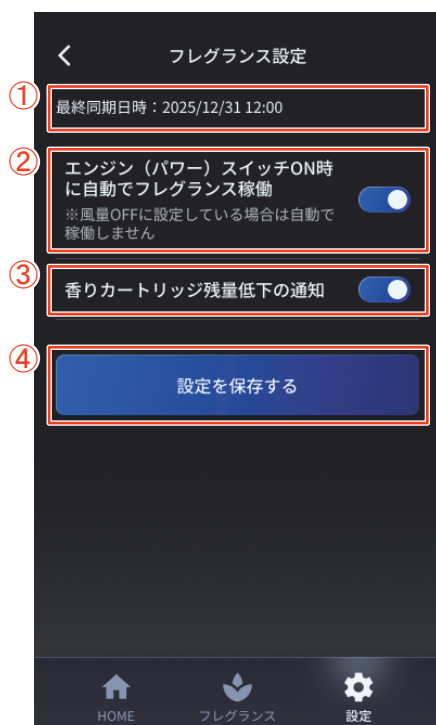 フレグランス設定
①
最終同期日時：2025/12/31 12:00
②
エンジン（パワー）スイッチON時
に自動でフレグランス稼働
※風量OFFに設定している場合は自動で
稼働しません
③
香りカートリッジ残量低下の通知
④
設定を保存する
HOME フレグランス 設定